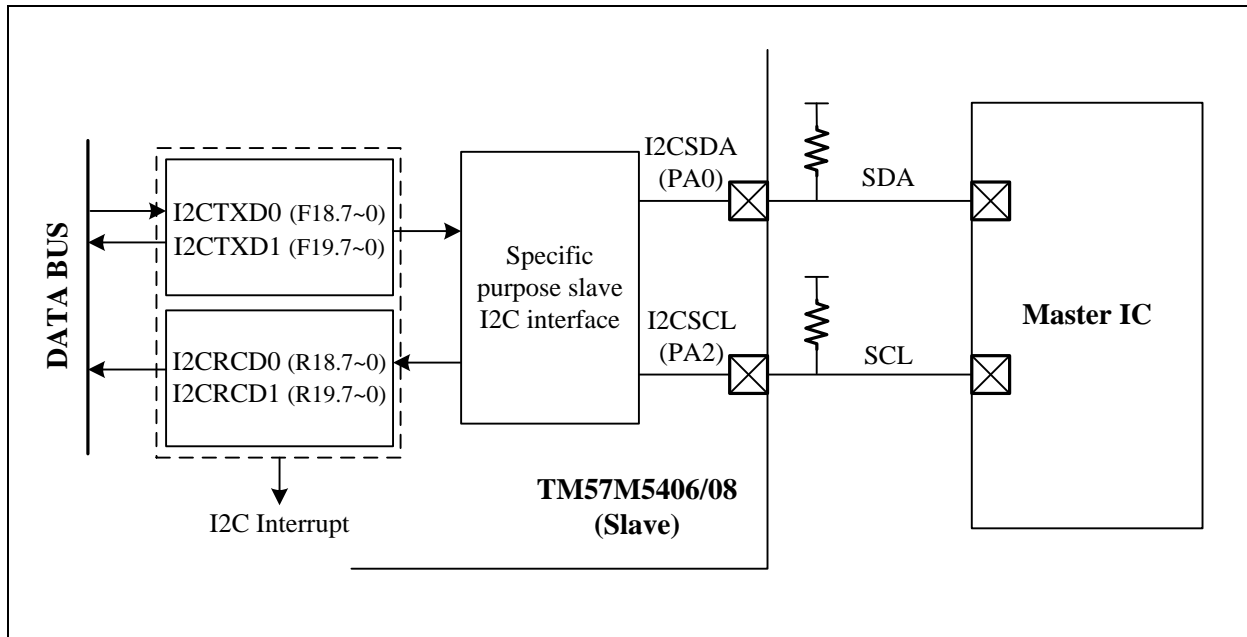 DATA BUS
I2CTXD0 (F18.7~0)
I2CTXD1 (F19.7~0)
I2CRCD0 (R18.7~0)
I2CRCD1 (R19.7~0)
I2C Interrupt
Specific
purpose slave
I2C interface
I2CSDA
(PA0)
I2CSCL
(PA2)
TM57M5406/08
(Slave)
SDA
SCL
Master IC